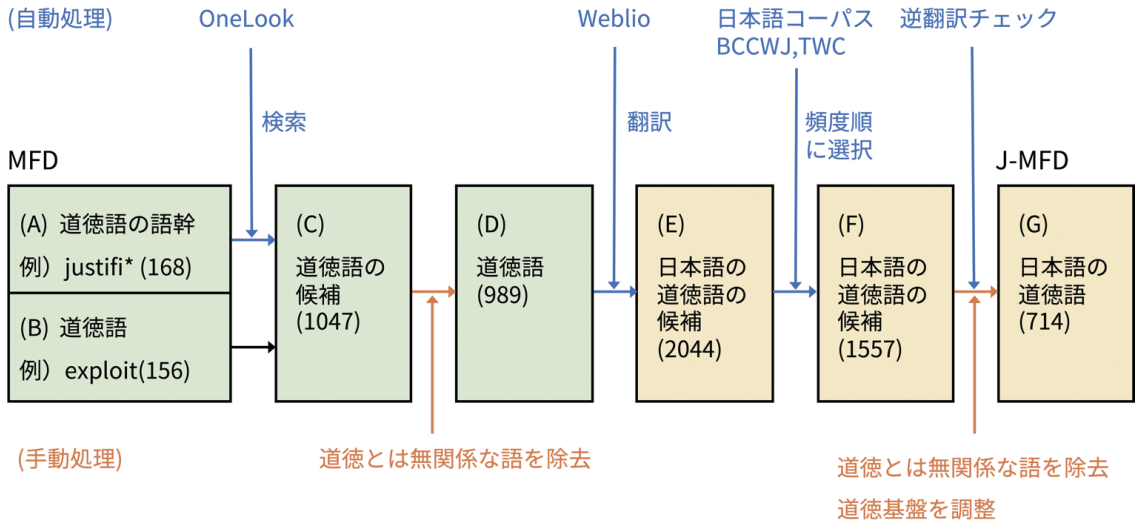 (自動処理)
OneLook
Weblio
日本語コーパス
BCCWJ,TWC
逆翻訳チェック
検索
翻訳
頻度順
に選択
MFD
J-MFD
(A) 道徳語の語幹
例）justifi* (168)
(B) 道徳語
例）exploit(156)
(C)
道徳語の
候補
(1047)
(D)
道徳語
(989)
(E)
日本語の
道徳語の
候補
(2044)
(F)
日本語の
道徳語の
候補
(1557)
(G)
日本語の
道徳語
(714)
(手動処理)
道徳とは無関係な語を除去
道徳とは無関係な語を除去
道徳基盤を調整